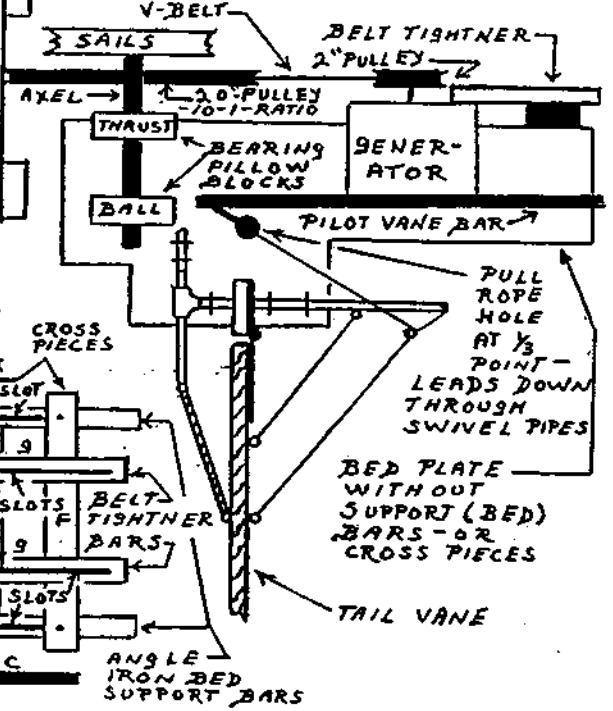 V-BELT
SAILS
BELT TIGHTNER
2" PULLEY
AXEL
20" PULLEY
10-1-RATIO
THRUST
BEARING
PILLOW
BLOCKS
GENER-
ATOR
BALL
PILOT VANE BAR
PULL
ROPE
HOLE
AT 1/3
POINT-
LEADS DOWN
THROUGH
SWIVEL PIPES
CROSS
PIECES
SLOT
g
SLOTS
F
BELT
TIGHTNER
BARS
g
SLOTS
C
ANGLE
IRON BED
SUPPORT BARS
BED PLATE
WITHOUT
SUPPORT (BED)
BARS - OR
CROSS PIECES
TAIL VANE